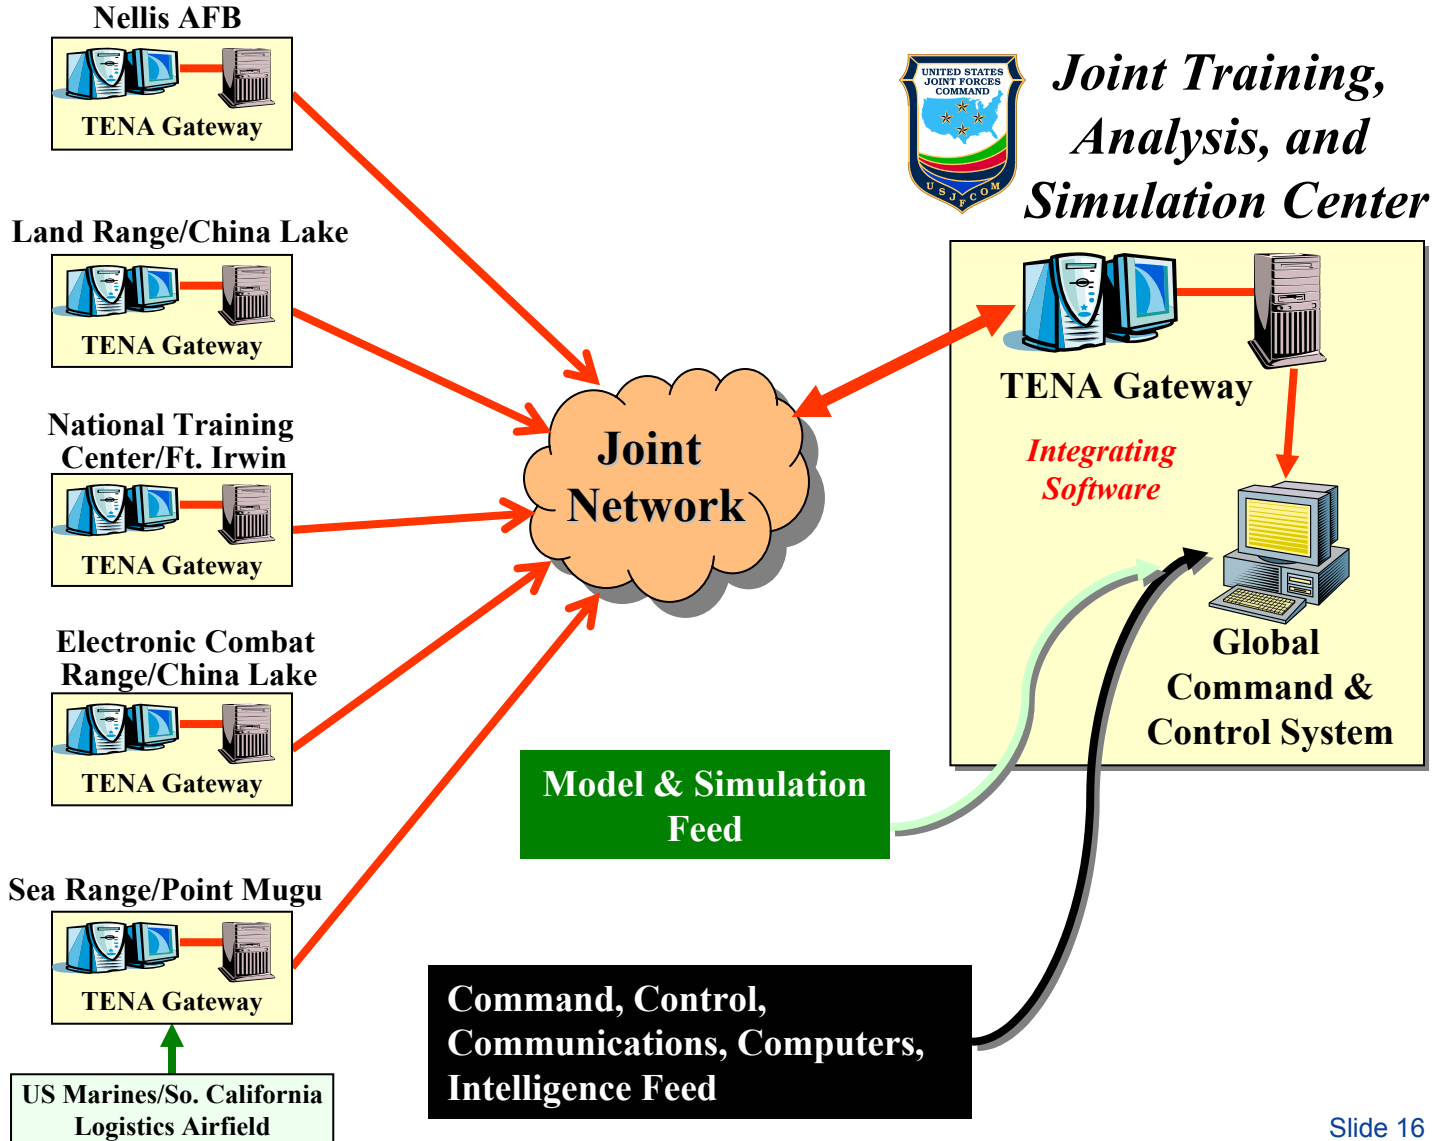 Nellis AFB
TENA Gateway
Land Range/China Lake
TENA Gateway
National Training
Center/Ft. Irwin
TENA Gateway
Electronic Combat
Range/China Lake
TENA Gateway
Sea Range/Point Mugu
TENA Gateway
US Marines/So. California
Logistics Airfield
Joint
Network
Model & Simulation
Feed
Command, Control,
Communications, Computers,
Intelligence Feed
UNITED STATES
JOINT FORCES
COMMAND
USJFCOM
Joint Training,
Analysis, and
Simulation Center
TENA Gateway
Integrating
Software
Global
Command &
Control System
Slide 16